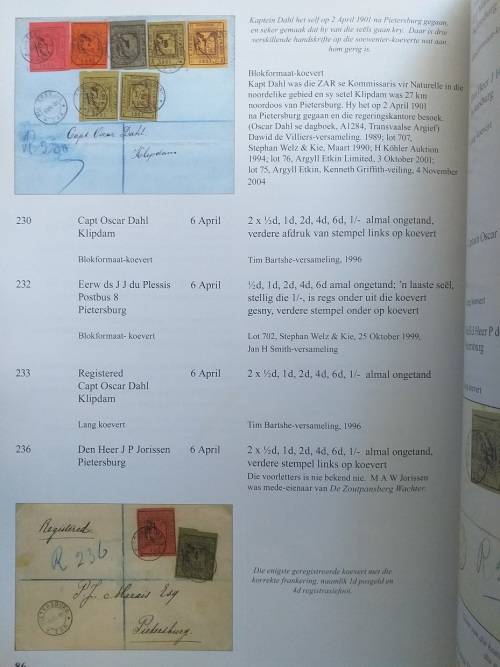 Kaptein Dahl het self op 2 April 1901 na Pietersburg gegaan,
en seker gemaak dat hy van die seëls gaan kry. Daar is drie
verskillende handskrifte op die soewenier-koeverte wat aan
hom gerig is.
Capt Oscar Dahl
Klipdam
Blokformaat-koevert
Kapt Dahl was die ZAR se Kommisaris vir Naturelle in die
noordelike gebied en sy setel Klipdam was 27 km
noordoos van Pietersburg. Hy het op 2 April 1901
na Pietersburg gegaan en die regeringskantore besoek.
(Oscar Dahl se dagboek, A1284, Transvaalse Argief)
Dawid de Villiers-versameling. 1989; lot 707,
Stephan Welz & Kie, Maart 1990; H Köhler Auktion
1994; lot 76, Argyll Etkin Limited, 3 Oktober 2001;
lot 75, Argyll Etkin, Kenneth Griffith-veiling, 4 November
2004
230 Capt Oscar Dahl 6 April 2 x ½d, 1d, 2d, 4d, 6d, 1/- almal ongetand,
Klipdam verdere afdruk van stempel links op koevert
Blokformaat-koevert Tim Bartshe-versameling, 1996
232 Eerw ds J J du Plessis 6 April ½d, 1d, 2d, 4d, 6d amal ongetand; 'n laaste seël,
Postbus 8 stellig die 1/-, is regs onder uit die koevert
Pietersburg gesny, verdere stempel onder op koevert
Blokformaat- koevert Lot 702, Stephan Welz & Kie, 25 Oktober 1999,
Jan H Smith-versameling
233 Registered 6 April 2 x ½d, 1d, 2d, 4d, 6d, 1/- almal ongetand
Capt Oscar Dahl
Klipdam
Lang koevert Tim Bartshe-versameling, 1996
236 Den Heer J P Jorissen 6 April 2 x ½d, 1d, 2d, 4d, 6d, 1/- almal ongetand,
Pietersburg verdere stempel links op koevert
Die voorletters is nie bekend nie. M A W Jorissen
was mede-eienaar van De Zoutpansberg Wachter.
Registered
R 236
P. J. Marais Esq
Pietersburg.
Die enigste geregistreerde koevert met die
korrekte frankering, naamlik 1d posgeld en
4d registrasiefooi.
86